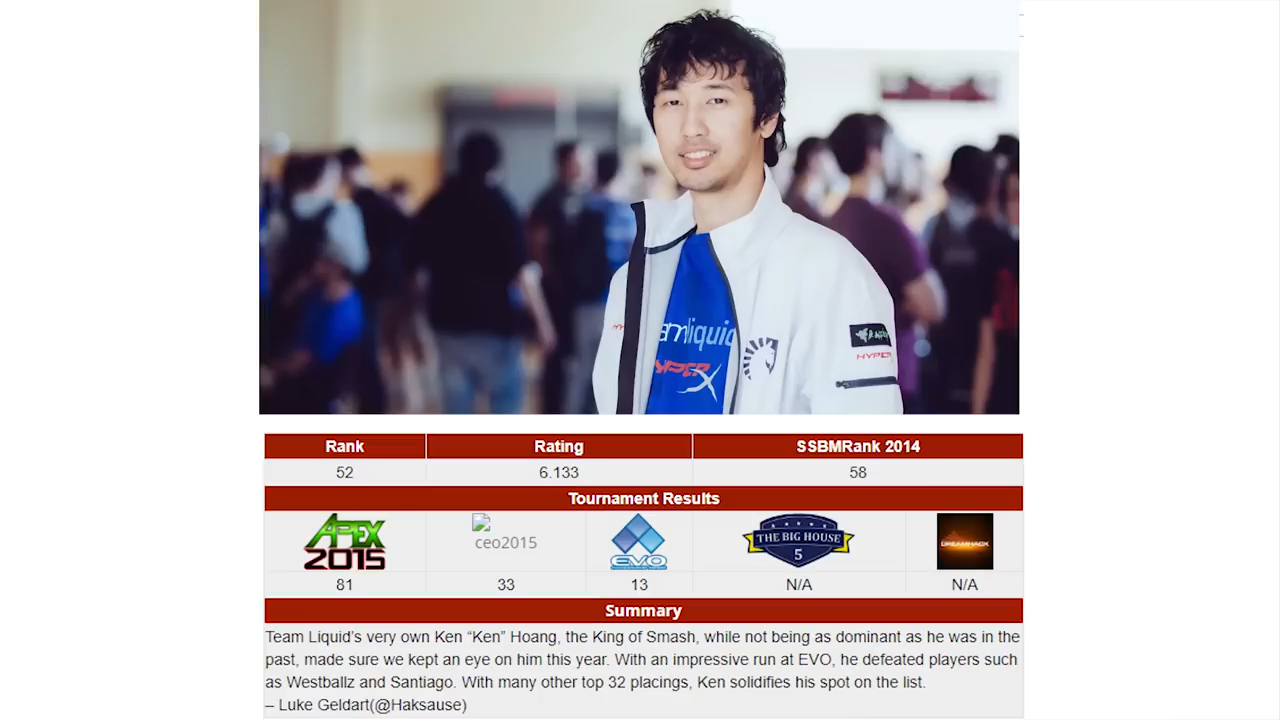 amliquid
HYPERX
HYPERX
Rank Rating SSBMRank 2014
52 6.133 58
Tournament Results
APEX 2015
ceo2015
EVO
THE BIG HOUSE
5
DREAMHACK
81 33 13 N/A N/A
Summary
Team Liquid’s very own Ken “Ken” Hoang, the King of Smash, while not being as dominant as he was in the
past, made sure we kept an eye on him this year. With an impressive run at EVO, he defeated players such
as Westballz and Santiago. With many other top 32 placings, Ken solidifies his spot on the list.
– Luke Geldart(@Haksause)